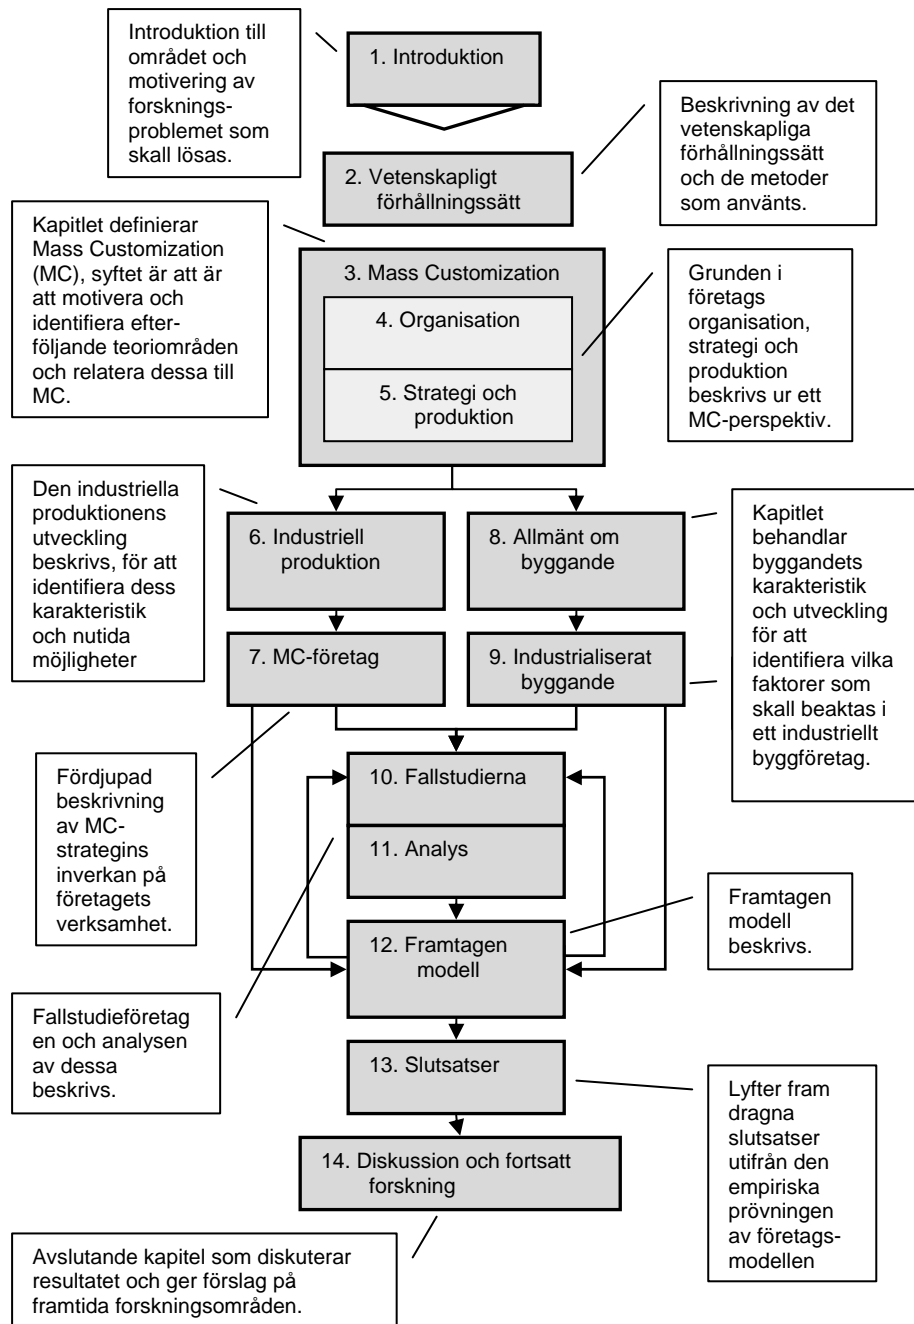 Introduktion till
området och
motivering av
forsknings-
problemet som
skall lösas.
1. Introduktion
Beskrivning av det
vetenskapliga
förhållningssätt
och de metoder
som använts.
2. Vetenskapligt
förhållningssätt
Kapitlet definierar
Mass Customization
(MC), syftet är att är
att motivera och
identifiera efter-
följande teoriområden
och relatera dessa till
MC.
3. Mass Customization
4. Organisation
5. Strategi och
produktion
Grunden i
företags
organisation,
strategi och
produktion
beskrivs ur ett
MC-perspektiv.
Den industriella
produktionens
utveckling
beskrivs, för att
identifiera dess
karakteristik
och nutida
möjligheter
6. Industriell
produktion
8. Allmänt om
byggande
Kapitlet
behandlar
byggandets
karakteristik
och utveckling
för att
identifiera vilka
faktorer som
skall beaktas i
ett industriellt
byggföretag.
7. MC-företag
9. Industrialiserat
byggande
Fördjupad
beskrivning
av MC-
strategins
inverkan på
företagets
verksamhet.
10. Fallstudierna
11. Analys
12. Framtagen
modell
Framtagen
modell
beskrivs.
Fallstudieföretag
en och analysen
av dessa
beskrivs.
13. Slutsatser
Lyfter fram
dragna
slutsatser
utifrån den
empiriska
prövningen
av företags-
modellen
14. Diskussion och fortsatt
forskning
Avslutande kapitel som diskuterar
resultatet och ger förslag på
framtida forskningsområden.